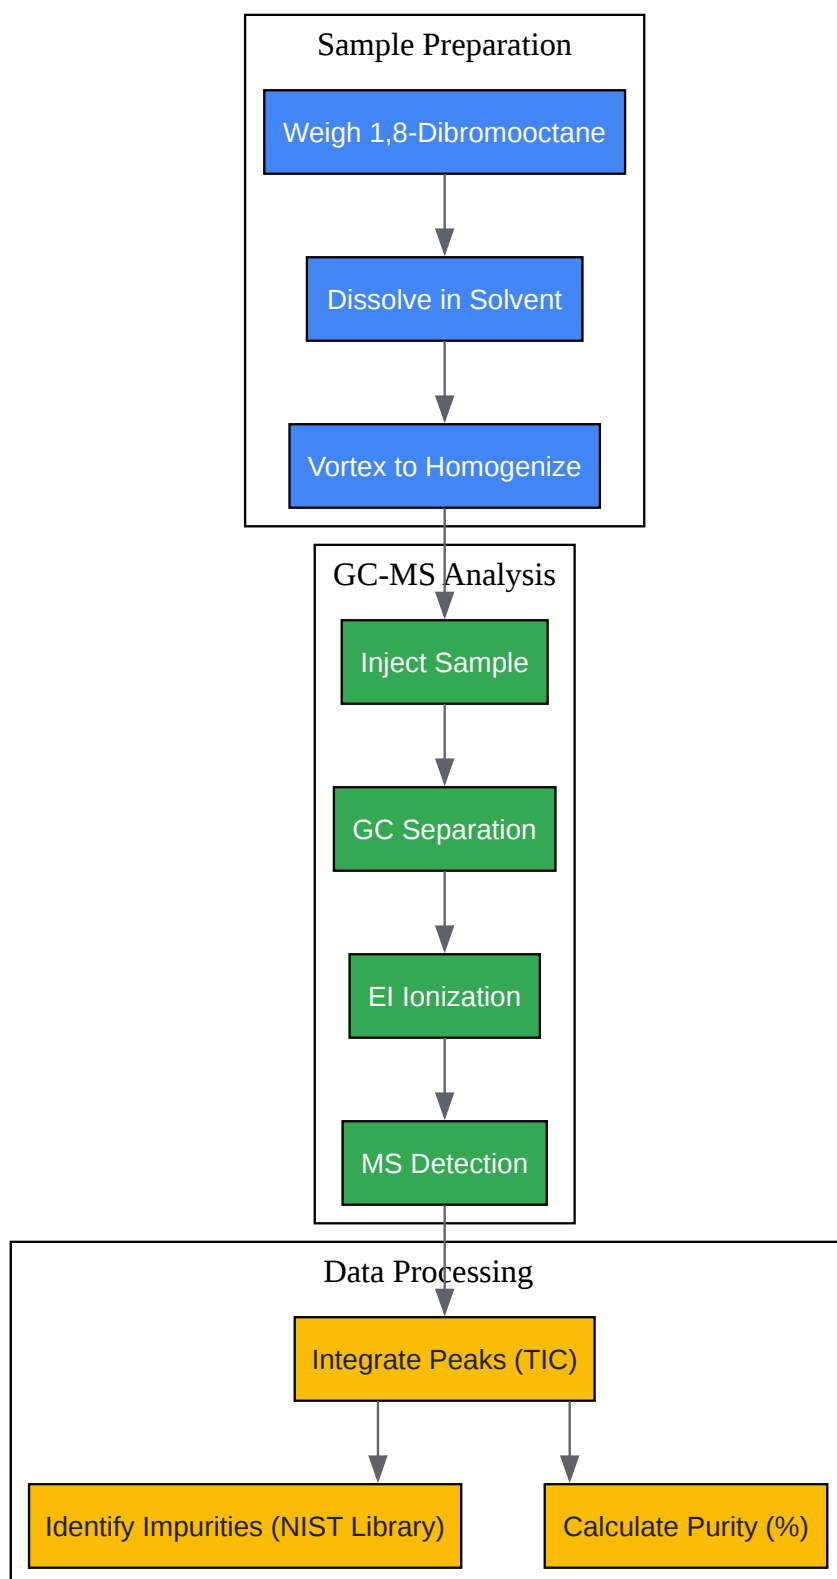 Sample Preparation
Weigh 1,8-Dibromooctane
Dissolve in Solvent
Vortex to Homogenize
GC-MS Analysis
Inject Sample
GC Separation
EI Ionization
MS Detection
Data Processing
Integrate Peaks (TIC)
Identify Impurities (NIST Library)
Calculate Purity (%)